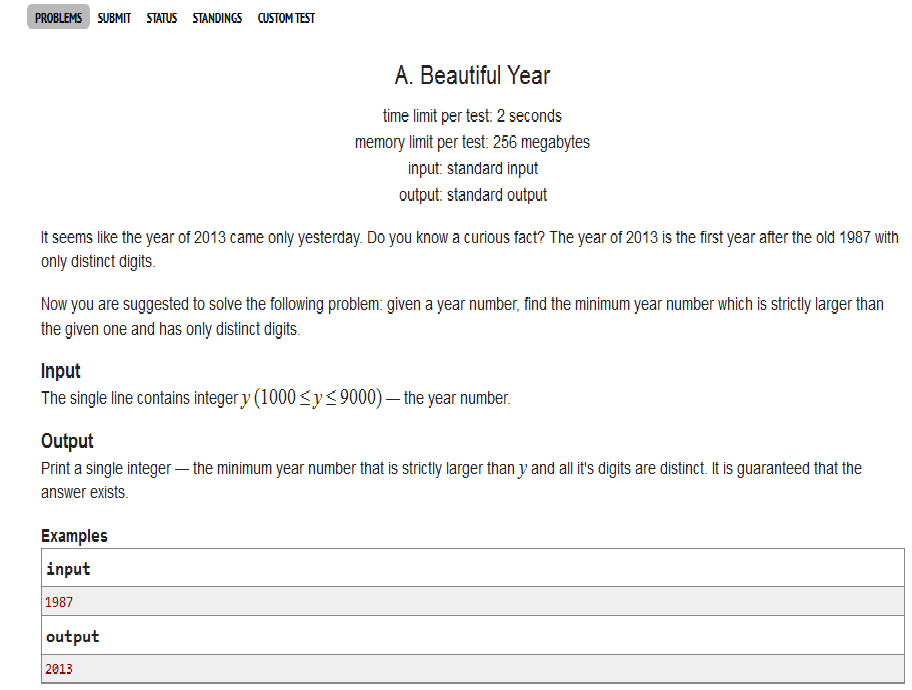 PROBLEMS SUBMIT STATUS STANDINGS CUSTOM TEST
A. Beautiful Year
time limit per test: 2 seconds
memory limit per test: 256 megabytes
input: standard input
output: standard output
It seems like the year of 2013 came only yesterday. Do you know a curious fact? The year of 2013 is the first year after the old 1987 with
only distinct digits.
Now you are suggested to solve the following problem: given a year number, find the minimum year number which is strictly larger than
the given one and has only distinct digits.
Input
The single line contains integer y (1000 ≤ y ≤ 9000) — the year number.
Output
Print a single integer — the minimum year number that is strictly larger than y and all it's digits are distinct. It is guaranteed that the
answer exists.
Examples
input
1987
output
2013